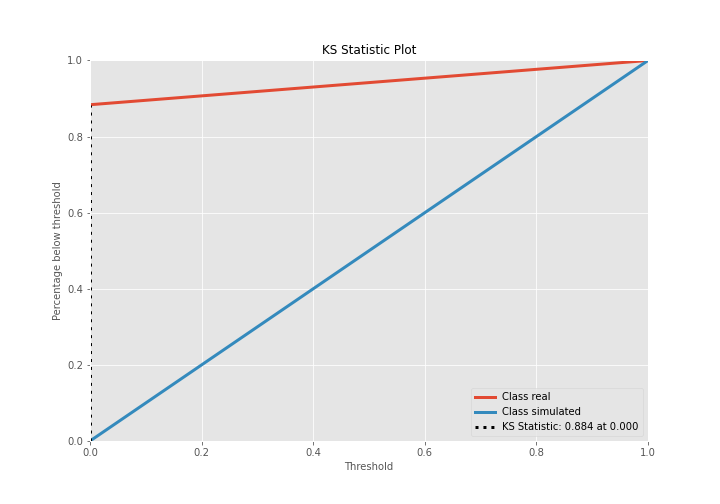 KS Statistic Plot
1.0
0.8
0.6
0.4
0.2
0.0
Percentage below threshold
Class real
Class simulated
KS Statistic: 0.884 at 0.000
0.0 0.2 0.4 0.6 0.8 1.0
Threshold